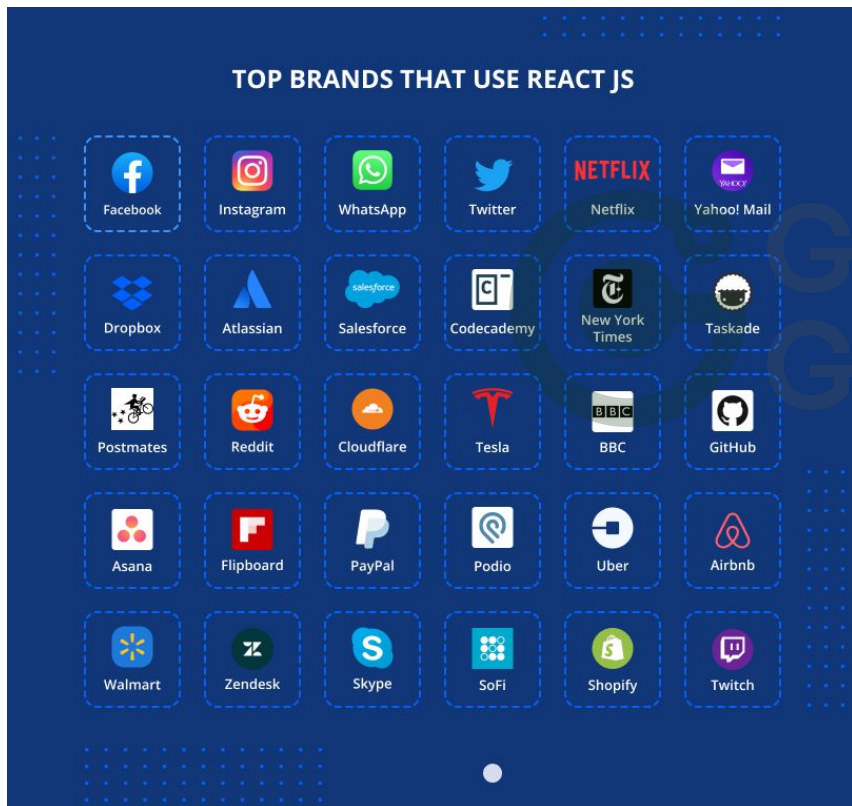 TOP BRANDS THAT USE REACT JS
NETFLIX
YAHOO!
Facebook Instagram WhatsApp Twitter Netflix Yahoo! Mail
salesforce
C
T
Dropbox Atlassian Salesforce Codecademy New York Times Taskade
BBC
Postmates Reddit Cloudflare Tesla BBC GitHub
Asana Flipboard PayPal Podio Uber Airbnb
S
S
Walmart Zendesk Skype SoFi Shopify Twitch
G
G